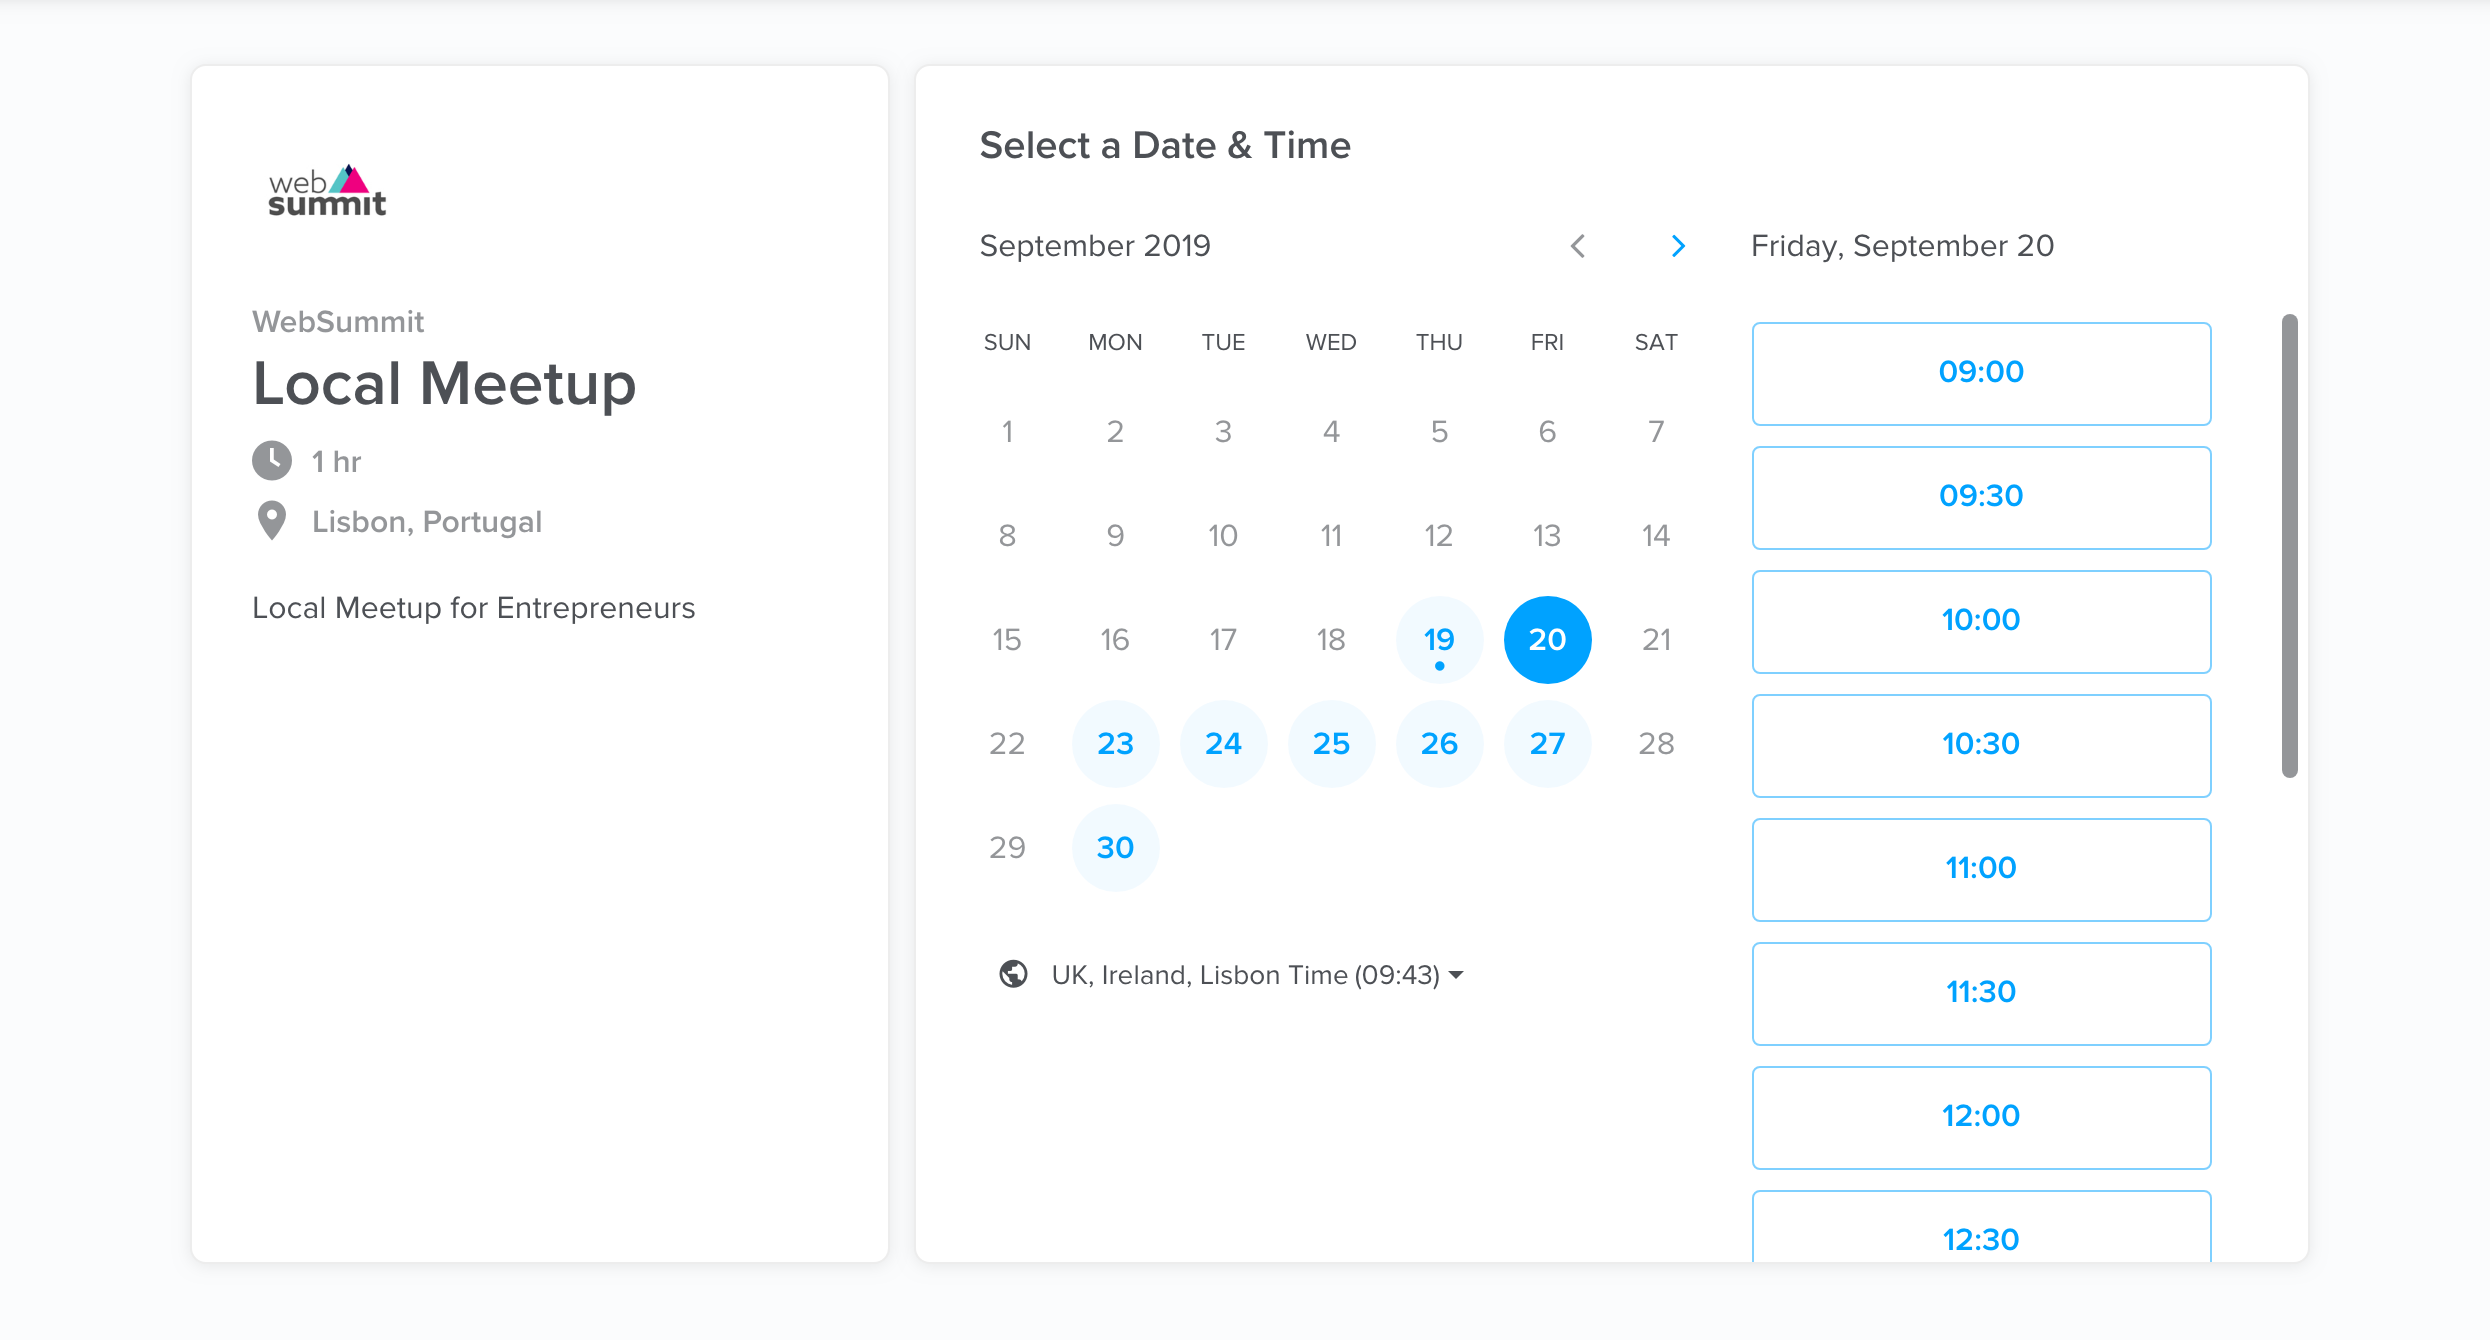 web
summit
WebSummit
Local Meetup
1 hr
Lisbon, Portugal
Local Meetup for Entrepreneurs
Select a Date & Time
September 2019
SUN MON TUE WED THU FRI SAT
1 2 3 4 5 6 7
8 9 10 11 12 13 14
15 16 17 18 19 20 21
22 23 24 25 26 27 28
29 30
UK, Ireland, Lisbon Time (09:43)
Friday, September 20
09:00
09:30
10:00
10:30
11:00
11:30
12:00
12:30